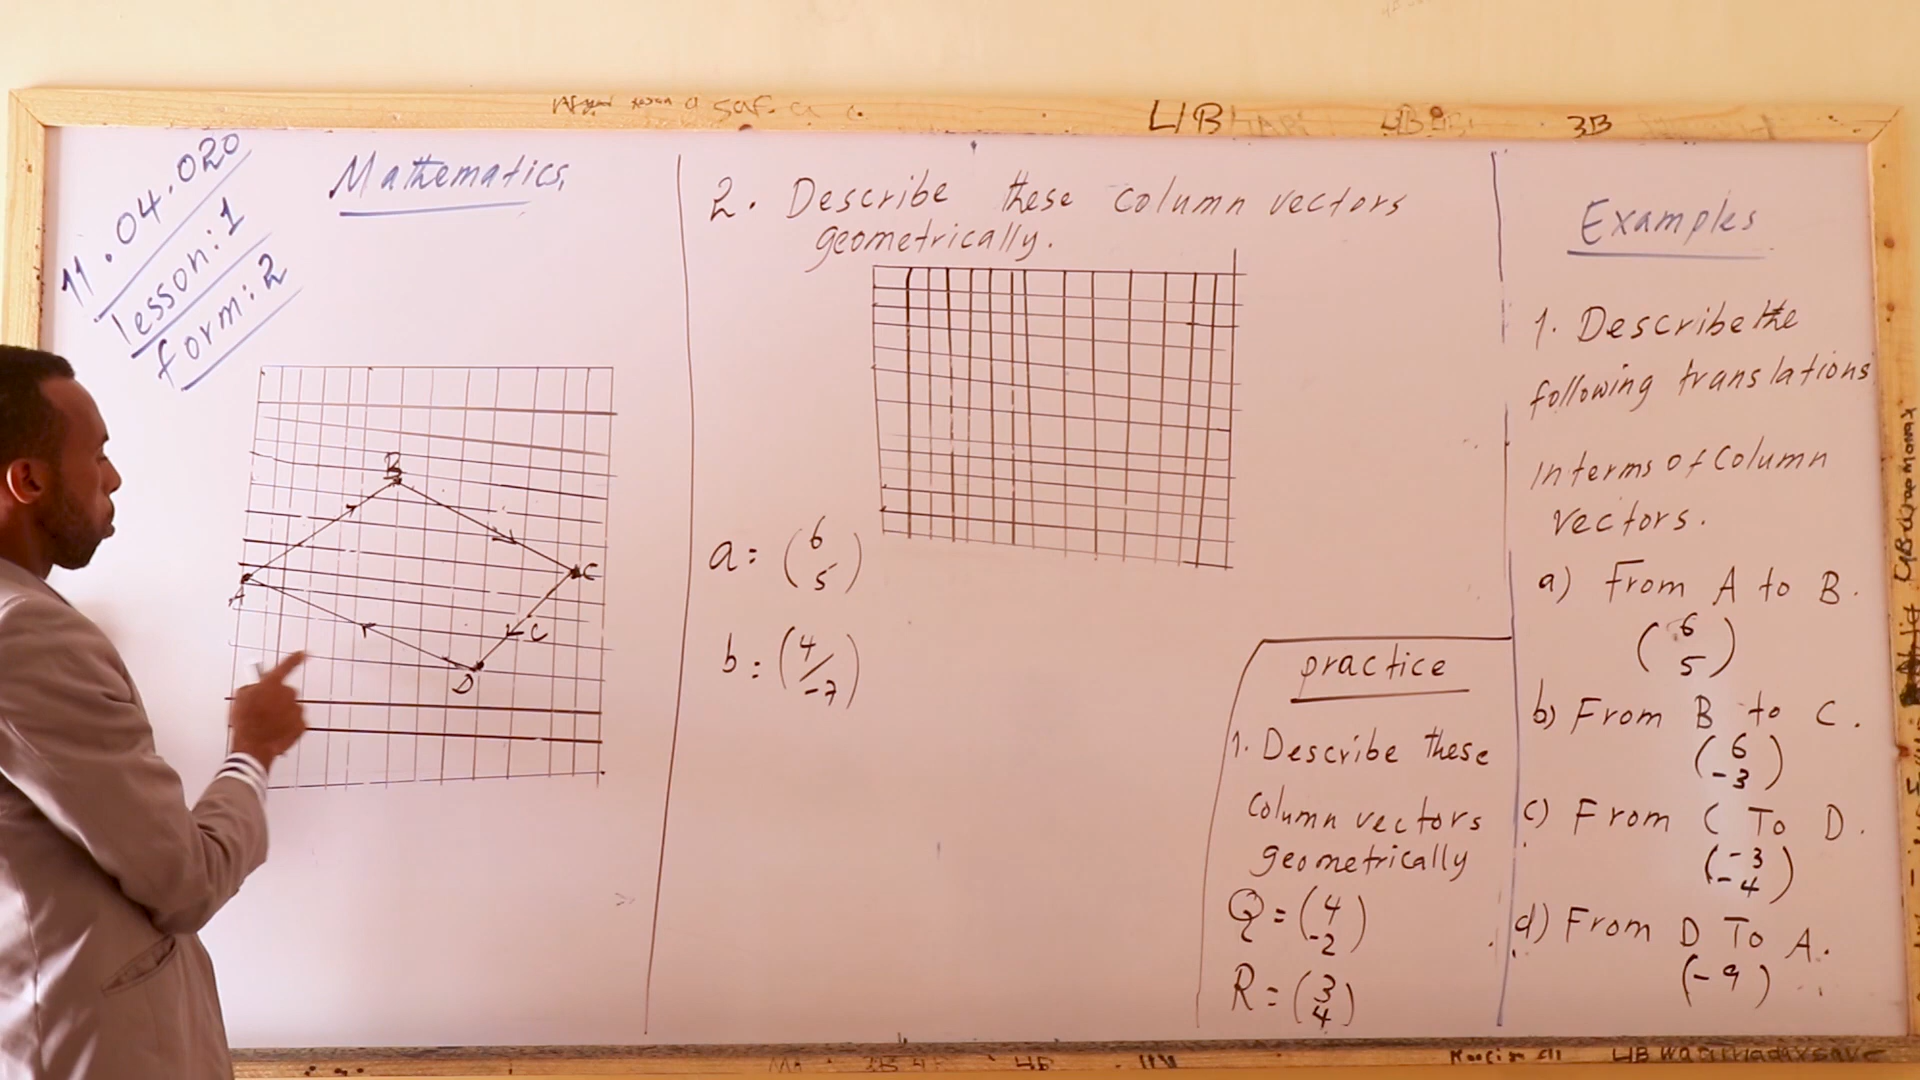 LIB
3B
11.04.020
lesson:1
form:2
Mathematics,
B
A
C
C
D
2. Describe these column vectors
geometrically.
a = (6
5)
b = (4
-7)
practice
1. Describe these
column vectors
geometrically
Q = (4
-2)
R = (3
4)
Examples
1. Describe the
following translations
In terms of Column
vectors.
a) From A to B.
(6
5)
b) From B to C.
(6
-3)
c) From C To D.
(-3
-4)
d) From D To A.
(-9 )